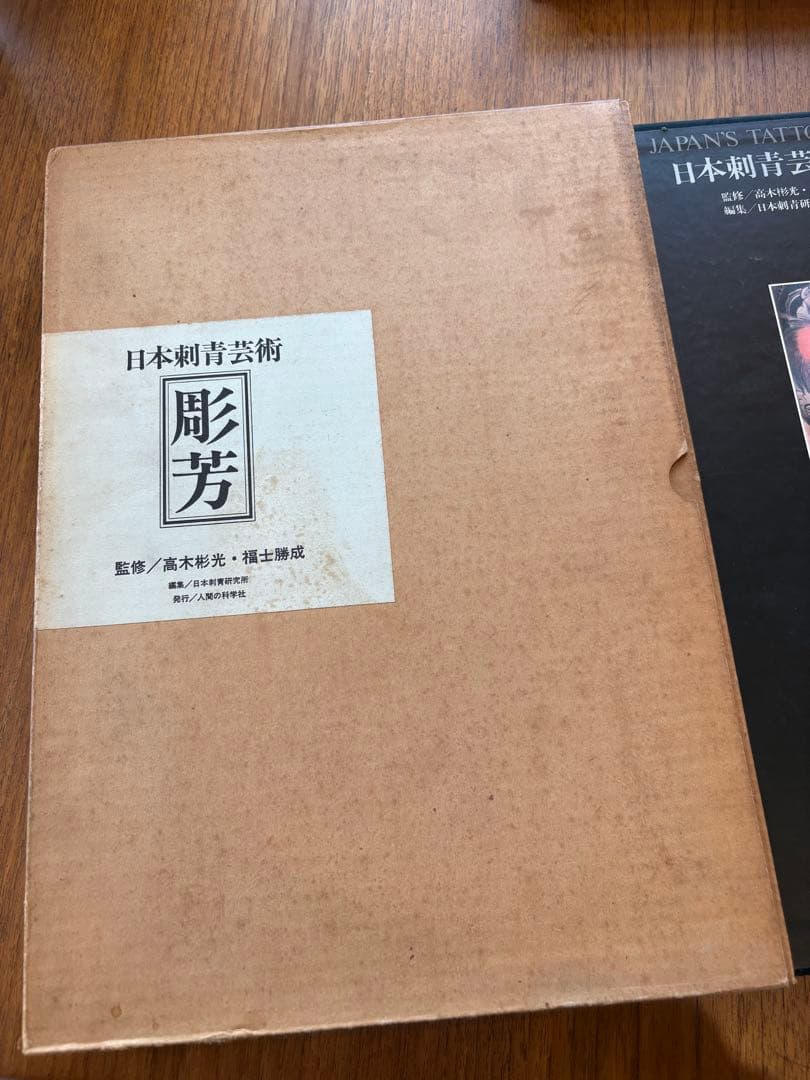 日本刺青芸術
彫芳
監修/高木彬光・福士勝成
編集/日本刺青研究所
発行/人間の科学社
JAPAN'S TATTO
日本刺青芸
監修/高木彬光・
編集/日本刺青研